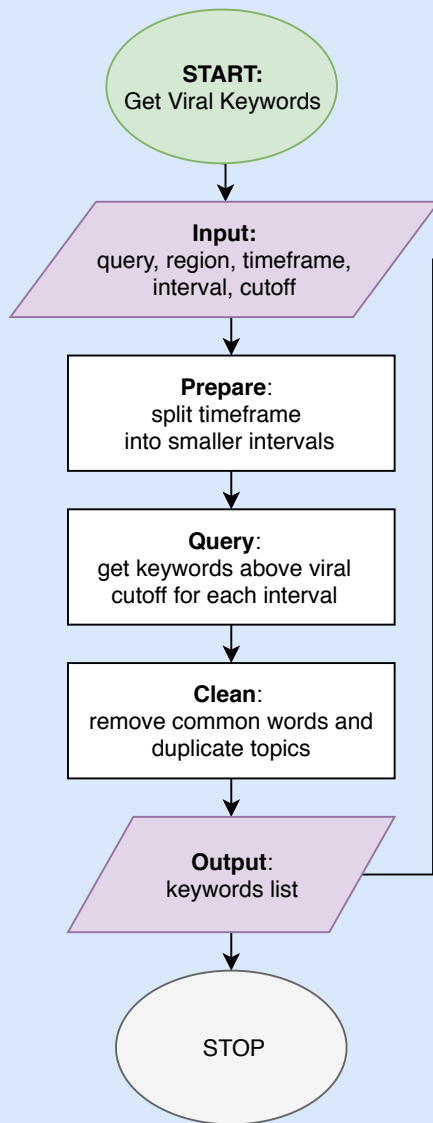 START:
Get Viral Keywords
Input:
query, region, timeframe,
interval, cutoff
Prepare:
split timeframe
into smaller intervals
Query:
get keywords above viral
cutoff for each interval
Clean:
remove common words and
duplicate topics
Output:
keywords list
STOP